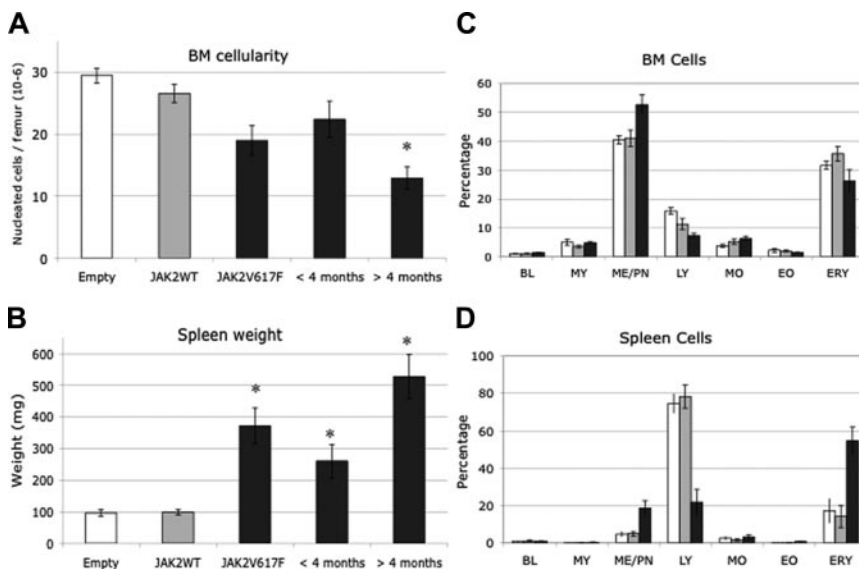 A
BM cellularity
Nucleated cells / femur (10-6)
30
20
10
0
Empty
JAK2WT
JAK2V617F
< 4 months
> 4 months
*
B
Spleen weight
Weight (mg)
600
500
400
300
200
100
0
Empty
JAK2WT
JAK2V617F
< 4 months
> 4 months
*
*
*
C
BM Cells
Percentage
60
50
40
30
20
10
0
BL
MY
ME/PN
LY
MO
EO
ERY
D
Spleen Cells
Percentage
100
80
60
40
20
0
BL
MY
ME/PN
LY
MO
EO
ERY